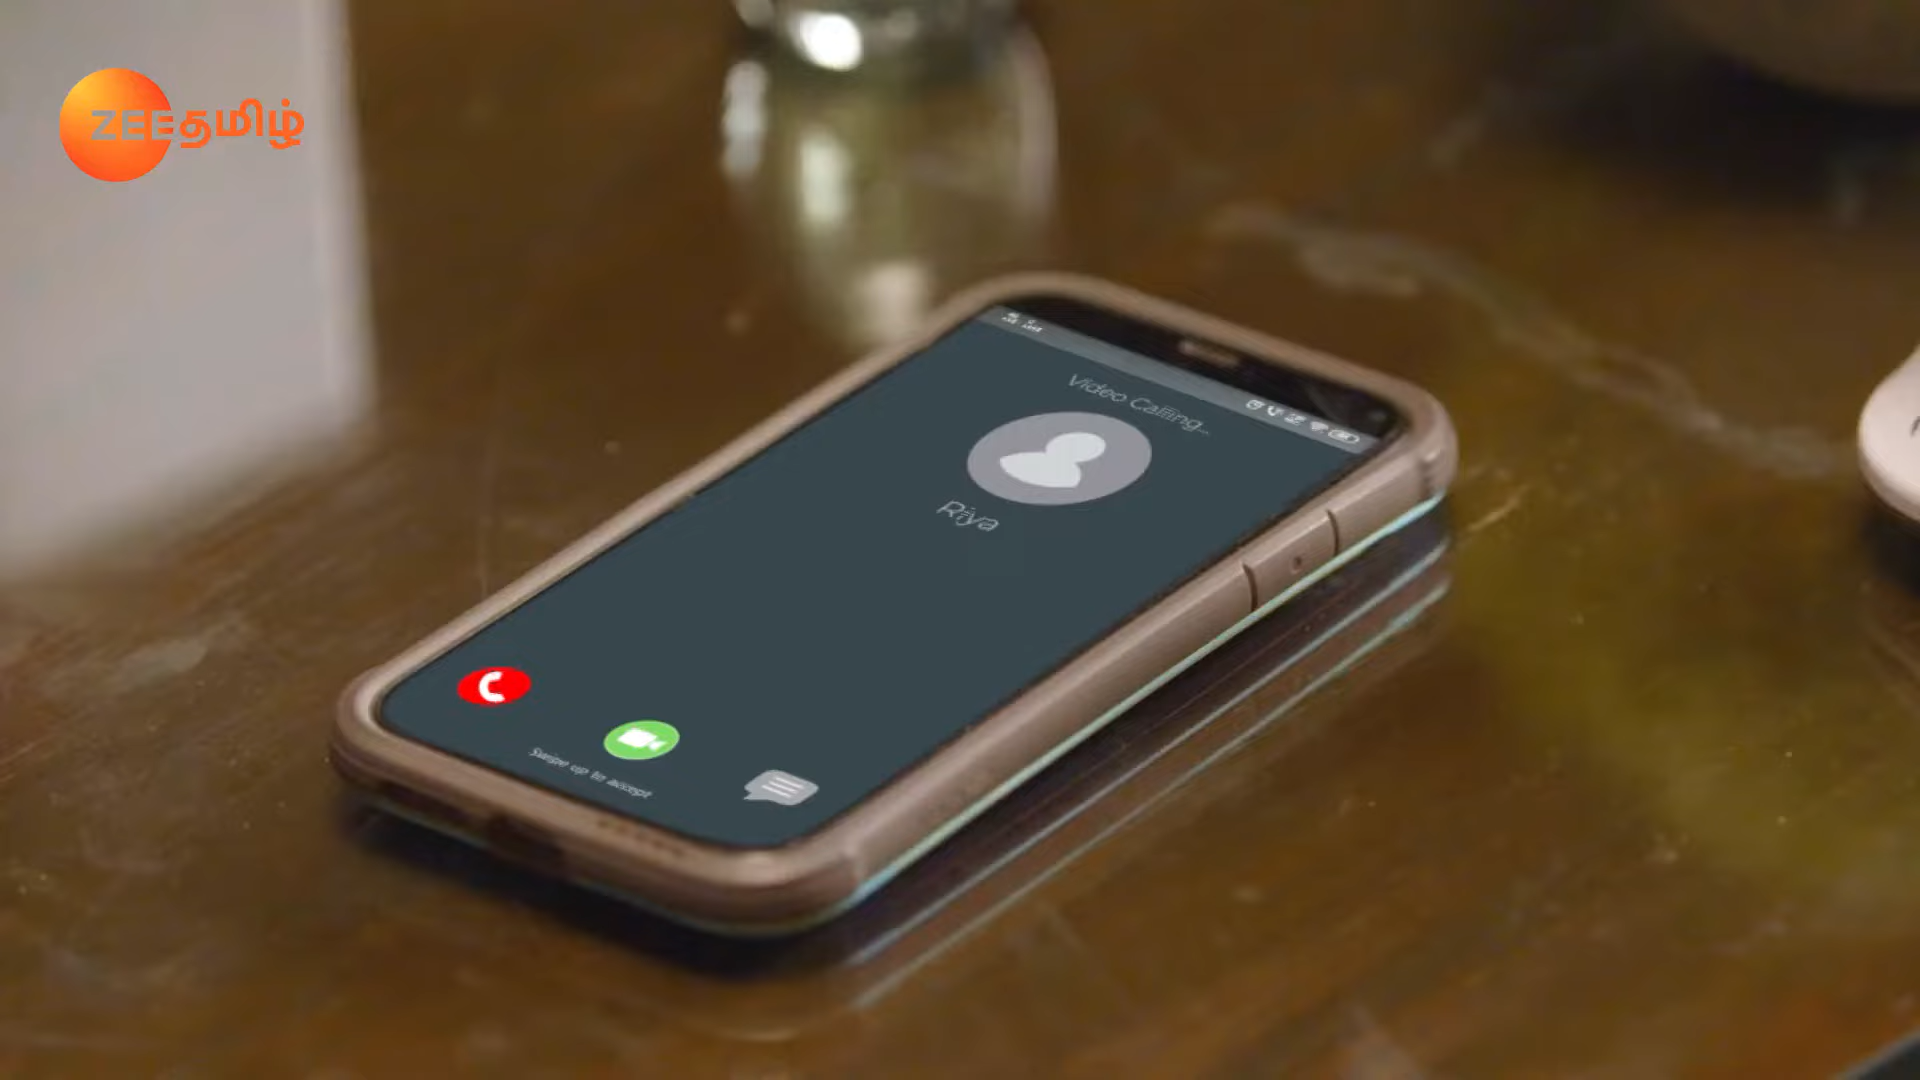 ZEEதமிழ்
Video Calling...
Riya
Swipe up to accept